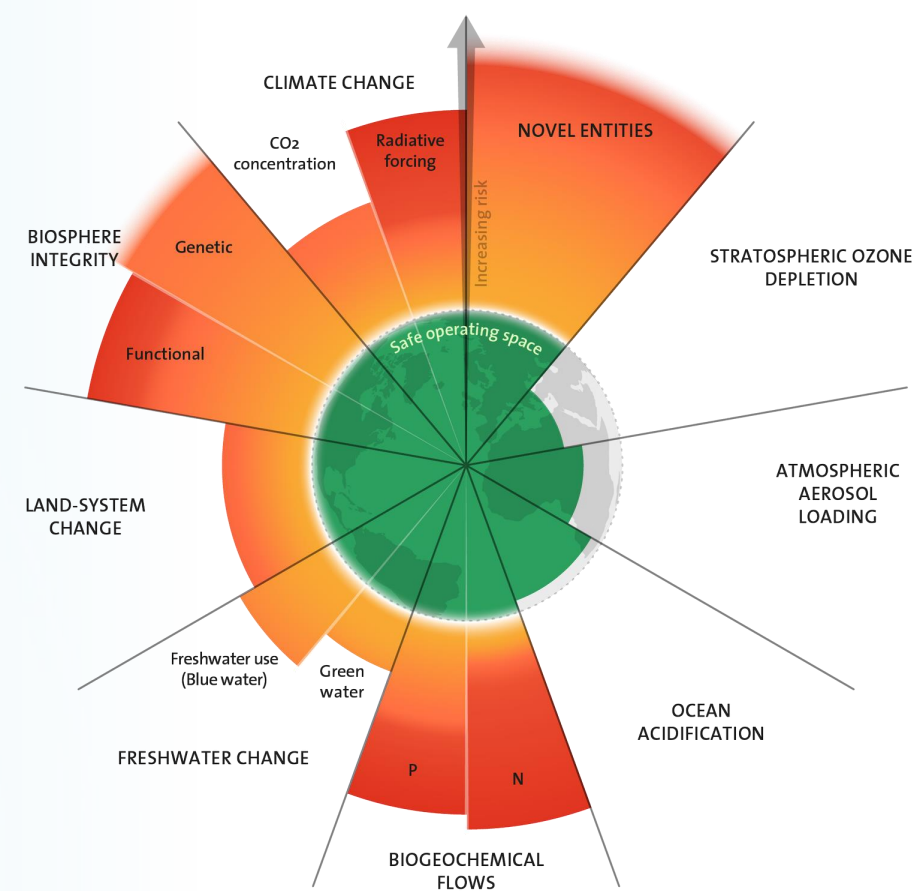 CLIMATE CHANGE
CO2
concentration
Radiative
forcing
NOVEL ENTITIES
Increasing risk
STRATOSPHERIC OZONE
DEPLETION
BIOSPHERE
INTEGRITY
Genetic
Functional
Safe operating space
ATMOSPHERIC
AEROSOL
LOADING
LAND-SYSTEM
CHANGE
Freshwater use
(Blue water)
Green
water
FRESHWATER CHANGE
OCEAN
ACIDIFICATION
P
N
BIOGEOCHEMICAL
FLOWS